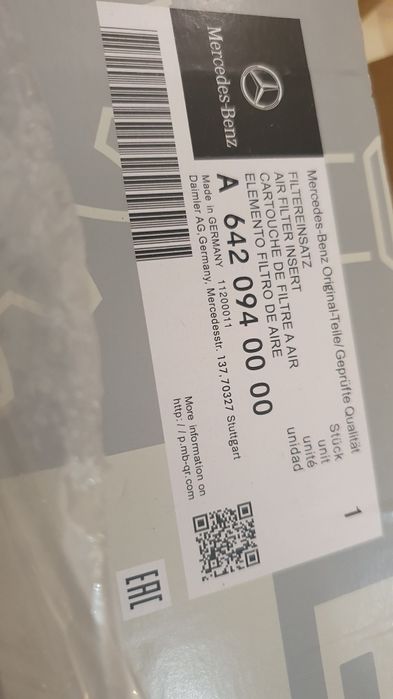 Mercedes-Benz
Mercedes-Benz Original-Teile/Geprüfte Qualität
FILTEREINSATZ
AIR FILTER INSERT
CARTOUCHE DE FILTRE A AIR
ELEMENTO FILTRO DE AIRE
Stück
unit
unité
unidad
1
A 642 094 00 00
Made in GERMANY 11200011
Daimler AG,Germany, Mercedesstr. 137,70327 Stuttgart
More information on
http://p.mb-qr.com
EAC